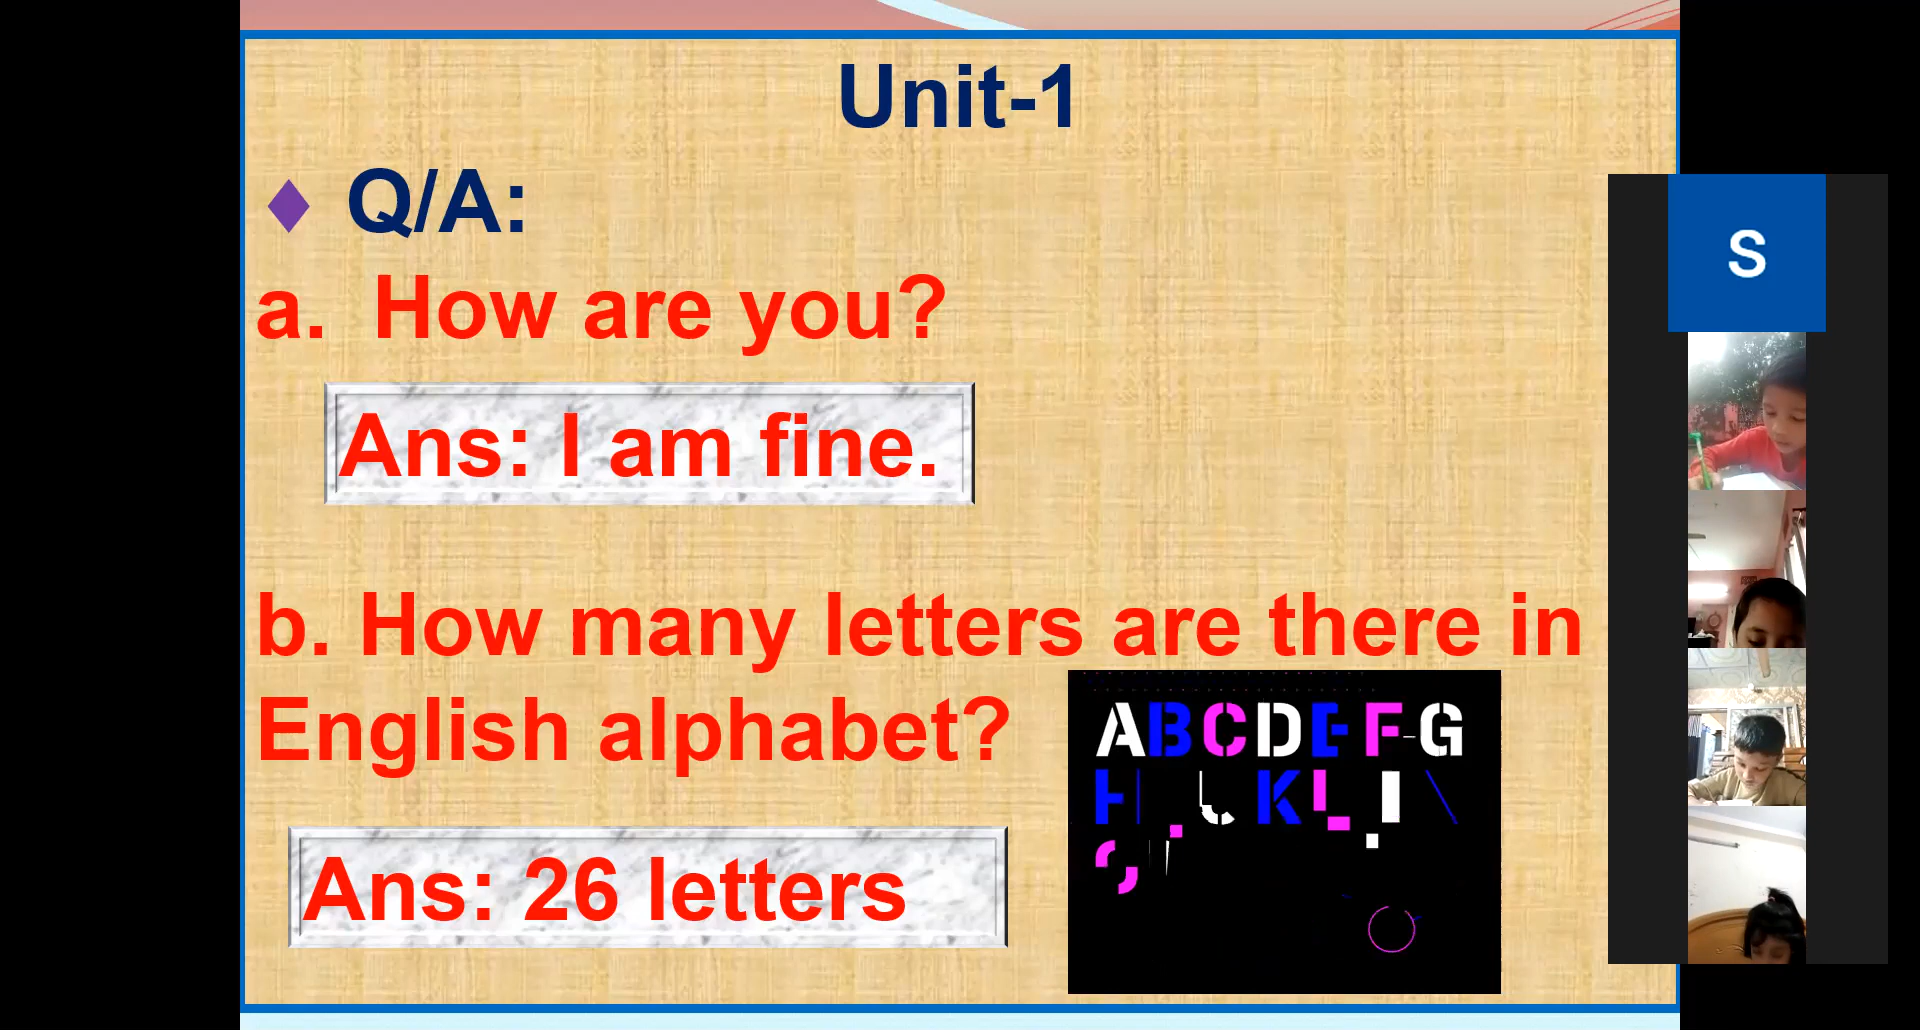 Unit-1
Q/A:
a. How are you?
Ans: I am fine.
b. How many letters are there in
English alphabet?
Ans: 26 letters
ABCDEFG
H K
S